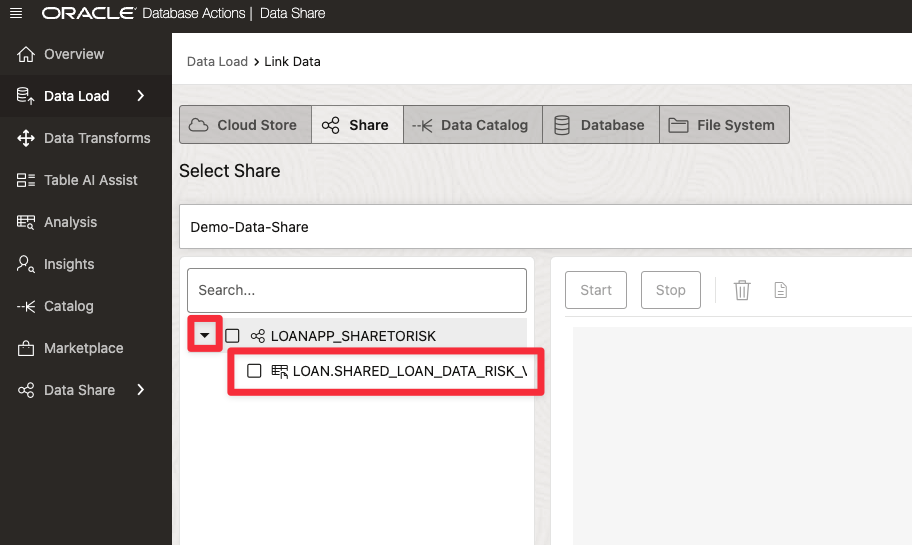 ORACLE Database Actions | Data Share
Overview
Data Load
Data Transforms
Table AI Assist
Analysis
Insights
Catalog
Marketplace
Data Share
Data Load > Link Data
Cloud Store Share Data Catalog Database File System
Select Share
Demo-Data-Share
Search...
Start Stop
LOANAPP_SHARETORISK
LOAN.SHARED_LOAN_DATA_RISK_V